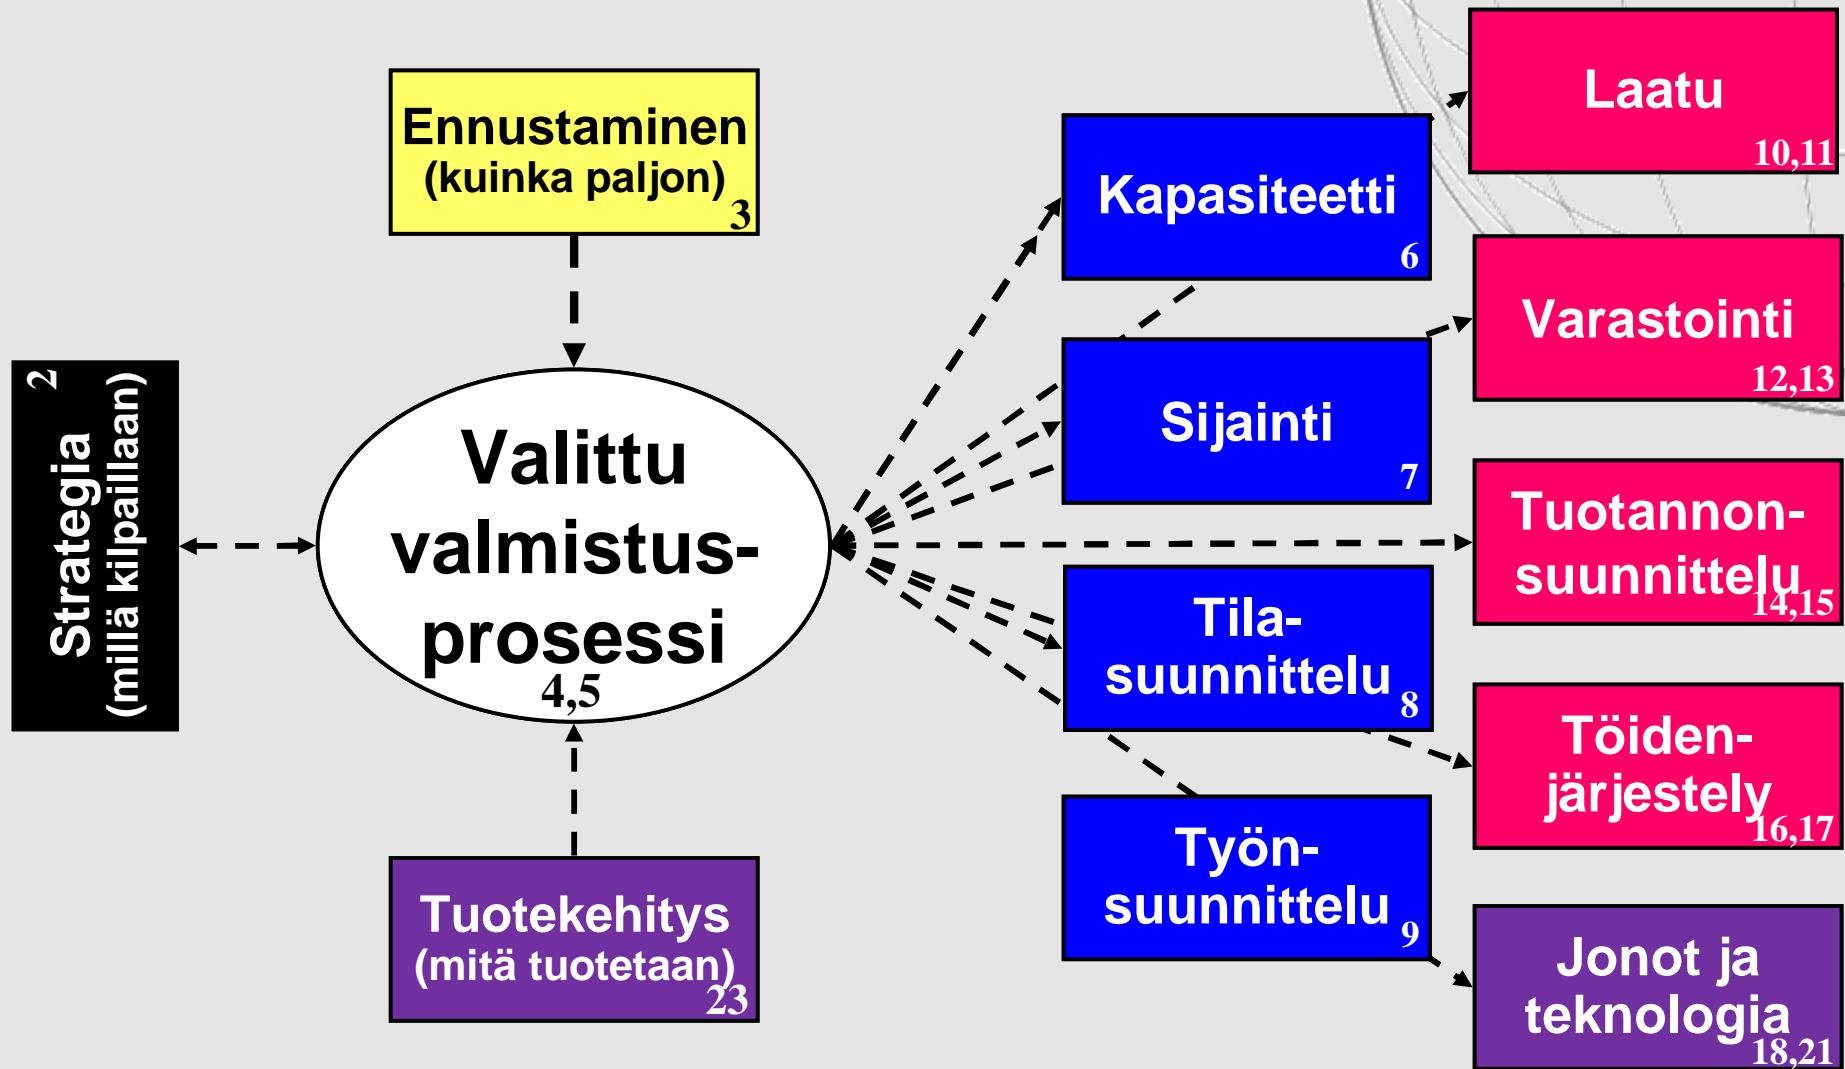 Strategia
(millä kilpaillaan)
2
Ennustaminen
(kuinka paljon)
3
Valittu
valmistus-
prosessi
4,5
Tuotekehitys
(mitä tuotetaan)
23
Kapasiteetti
6
Sijainti
7
Tila-
suunnittelu
8
Työn-
suunnittelu
9
Laatu
10,11
Varastointi
12,13
Tuotannon-
suunnittelu
14,15
Töiden-
järjestely
16,17
Jonot ja
teknologia
18,21